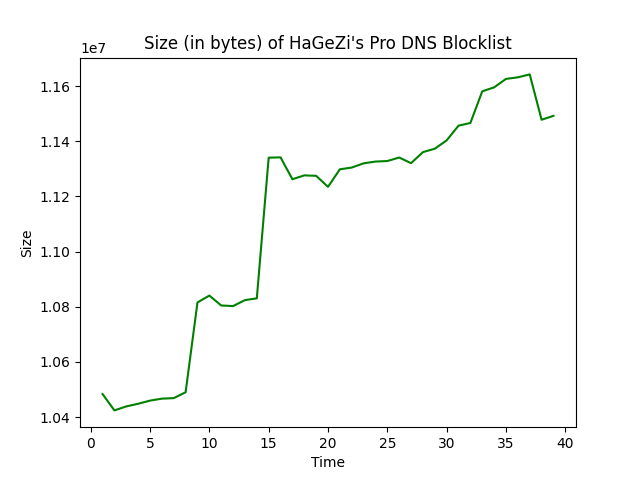 Size (in bytes) of HaGeZi's Pro DNS Blocklist
1e7
1.16
1.14
1.12
1.10
1.08
1.06
1.04
Size
0 5 10 15 20 25 30 35 40
Time